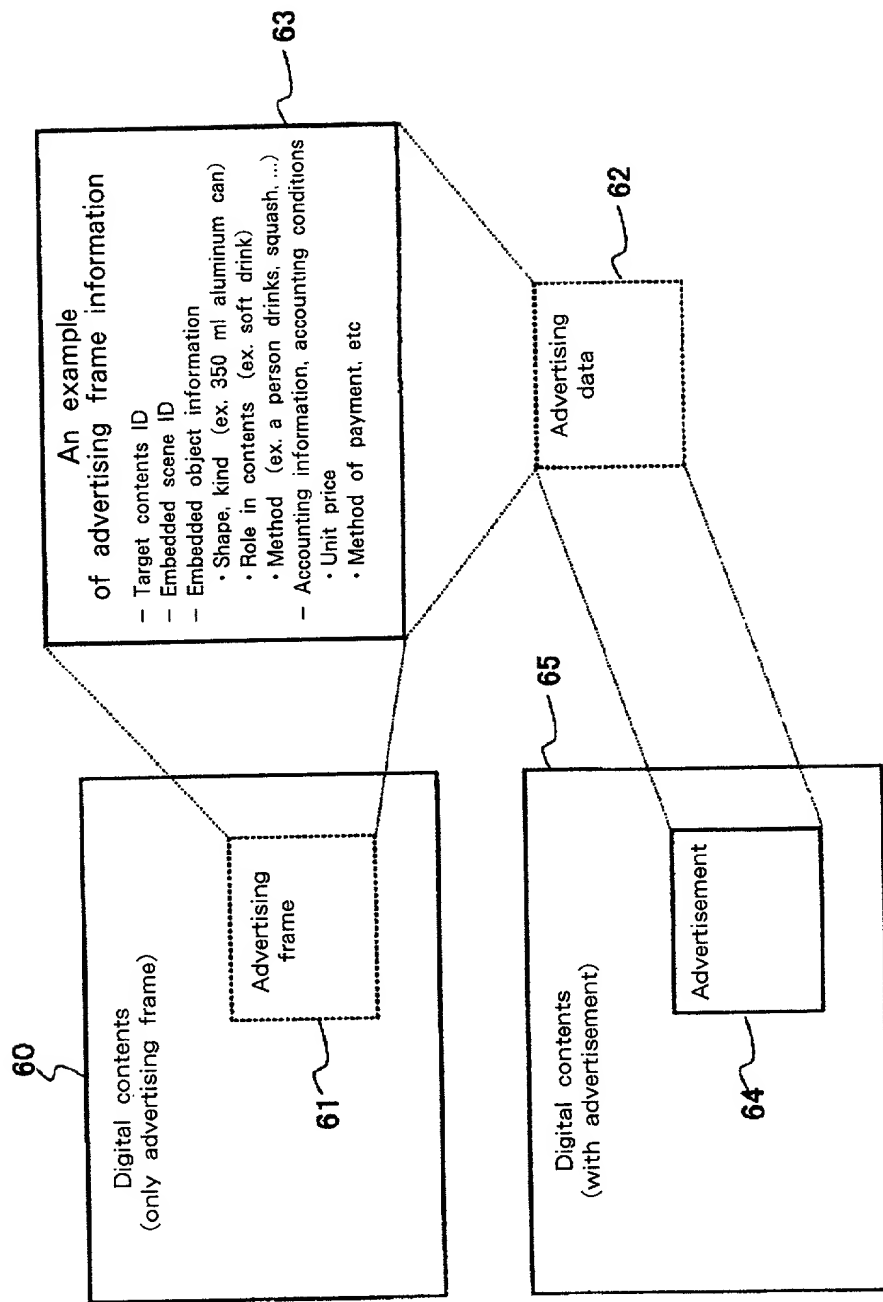 60
Digital contents
(only advertising frame)
Advertising
frame
61
An example
of advertising frame information
— Target contents ID
— Embedded scene ID
— Embedded object information
・Shape, kind (ex. 350 ml aluminum can)
・Role in contents (ex. soft drink)
・Method (ex. a person drinks, squash, ...)
— Accounting information, accounting conditions
・Unit price
・Method of payment, etc
63
Advertising
data
62
65
Digital contents
(with advertisement)
Advertisement
64